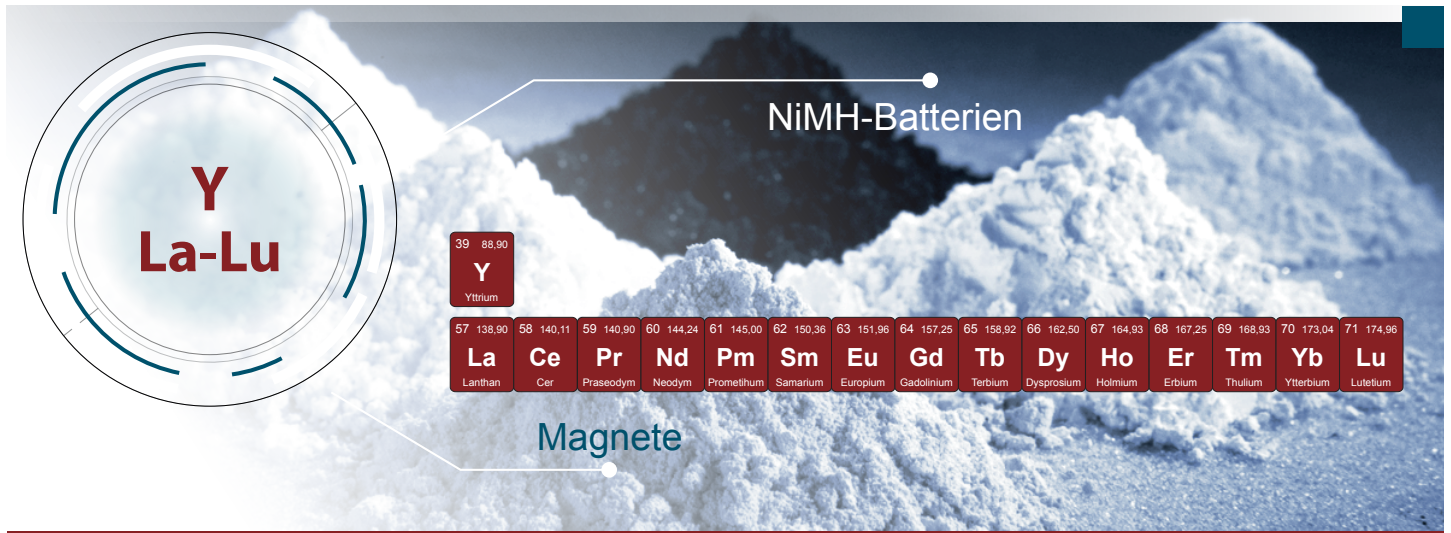 Y
La-Lu
NiMH-Batterien
39 88,90
Y
Yttrium
57 138,90 58 140,11 59 140,90 60 144,24 61 145,00 62 150,36 63 151,96 64 157,25 65 158,92 66 162,50 67 164,93 68 167,25 69 168,93 70 173,04 71 174,96
La Ce Pr Nd Pm Sm Eu Gd Tb Dy Ho Er Tm Yb Lu
Lanthan Cer Praseodym Neodym Prometihum Samarium Europium Gadolinium Terbium Dysprosium Holmium Erbium Thulium Ytterbium Lutetium
Magnete